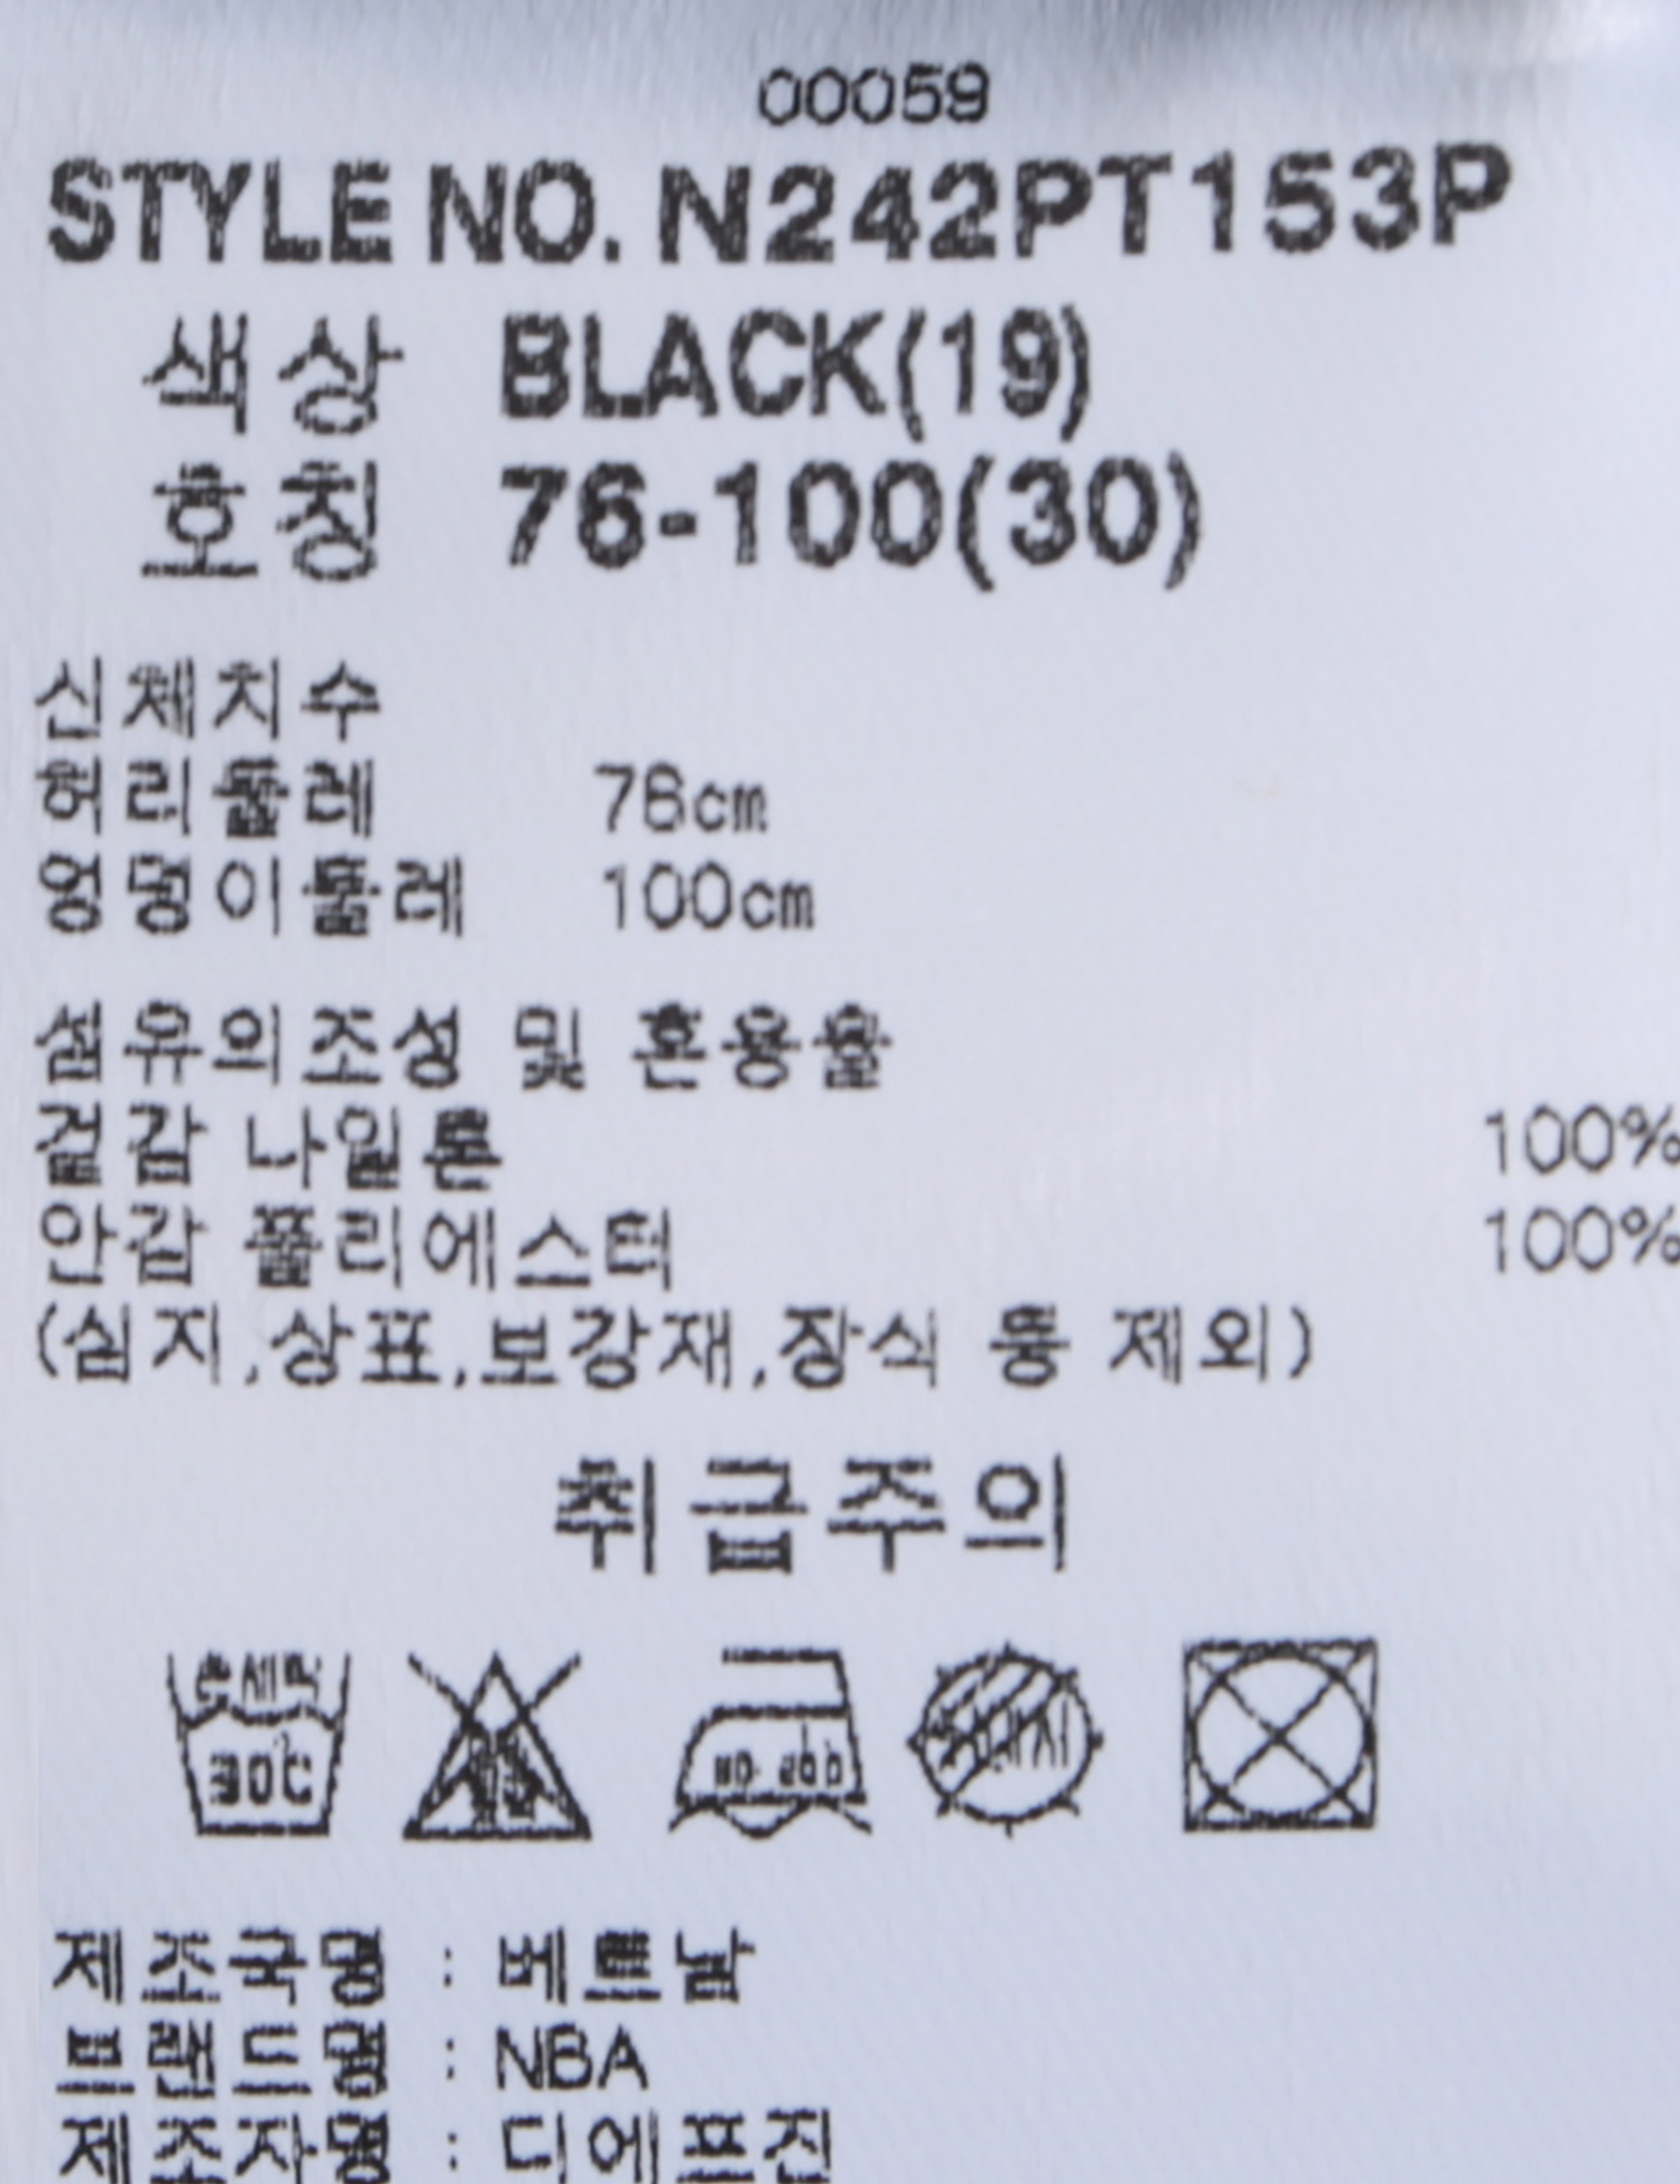 00059
STYLE NO. N242PT153P
색상 BLACK(19)
호칭 76-100(30)
신체치수
허리둘레 76cm
엉덩이둘레 100cm
섬유의조성 및 혼용율
겉감 나일론 100%
안감 폴리에스터 100%
(심지,상표,보강재,장식 등 제외)
취급주의
손세탁
30℃
제조국명 : 베트남
브랜드명 : NBA
제조자명 : 디에프진